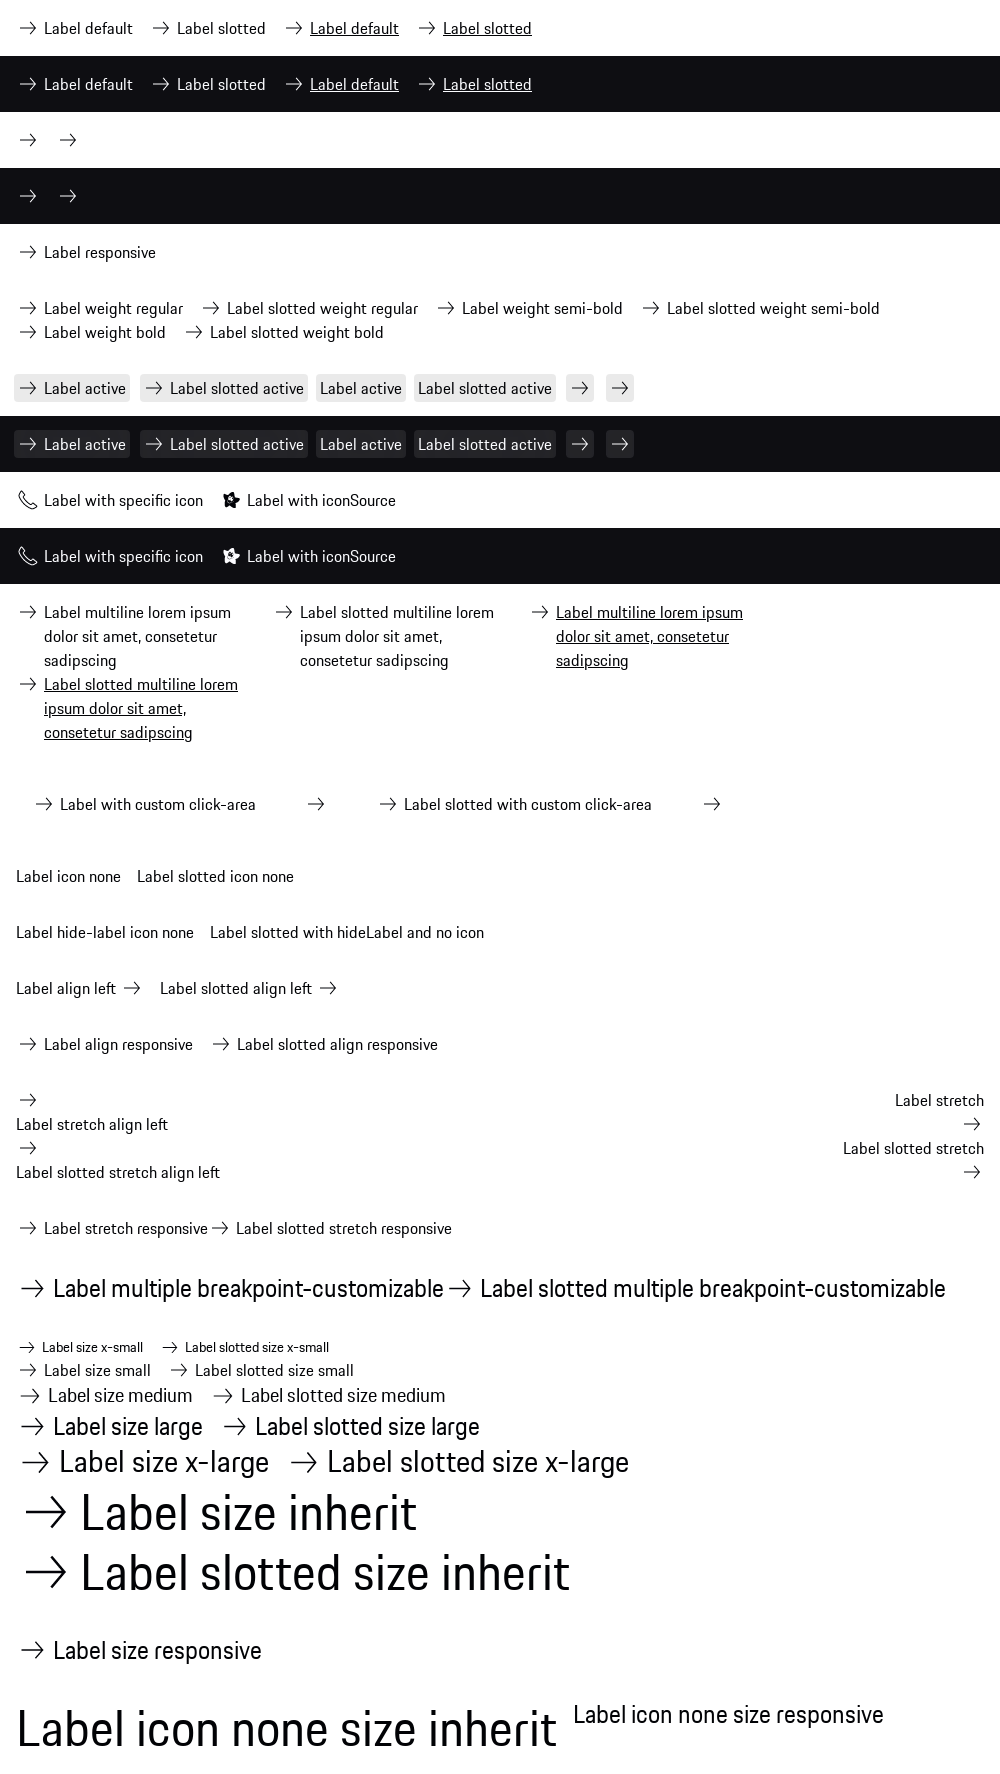 Label default Label slotted Label default Label slotted
Label default Label slotted Label default Label slotted
Label responsive
Label weight regular Label slotted weight regular Label weight semi-bold Label slotted weight semi-bold
Label weight bold Label slotted weight bold
Label active Label slotted active Label active Label slotted active
Label active Label slotted active Label active Label slotted active
Label with specific icon Label with iconSource
Label with specific icon Label with iconSource
Label multiline lorem ipsum Label slotted multiline lorem Label multiline lorem ipsum
dolor sit amet, consetetur ipsum dolor sit amet, dolor sit amet, consetetur
sadipscing consetetur sadipscing sadipscing
Label slotted multiline lorem
ipsum dolor sit amet,
consetetur sadipscing
Label with custom click-area Label slotted with custom click-area
Label icon none Label slotted icon none
Label hide-label icon none Label slotted with hideLabel and no icon
Label align left Label slotted align left
Label align responsive Label slotted align responsive
Label stretch
Label stretch align left
Label slotted stretch
Label slotted stretch align left
Label stretch responsive Label slotted stretch responsive
Label multiple breakpoint-customizable Label slotted multiple breakpoint-customizable
Label size x-small Label slotted size x-small
Label size small Label slotted size small
Label size medium Label slotted size medium
Label size large Label slotted size large
Label size x-large Label slotted size x-large
Label size inherit
Label slotted size inherit
Label size responsive
Label icon none size inherit Label icon none size responsive